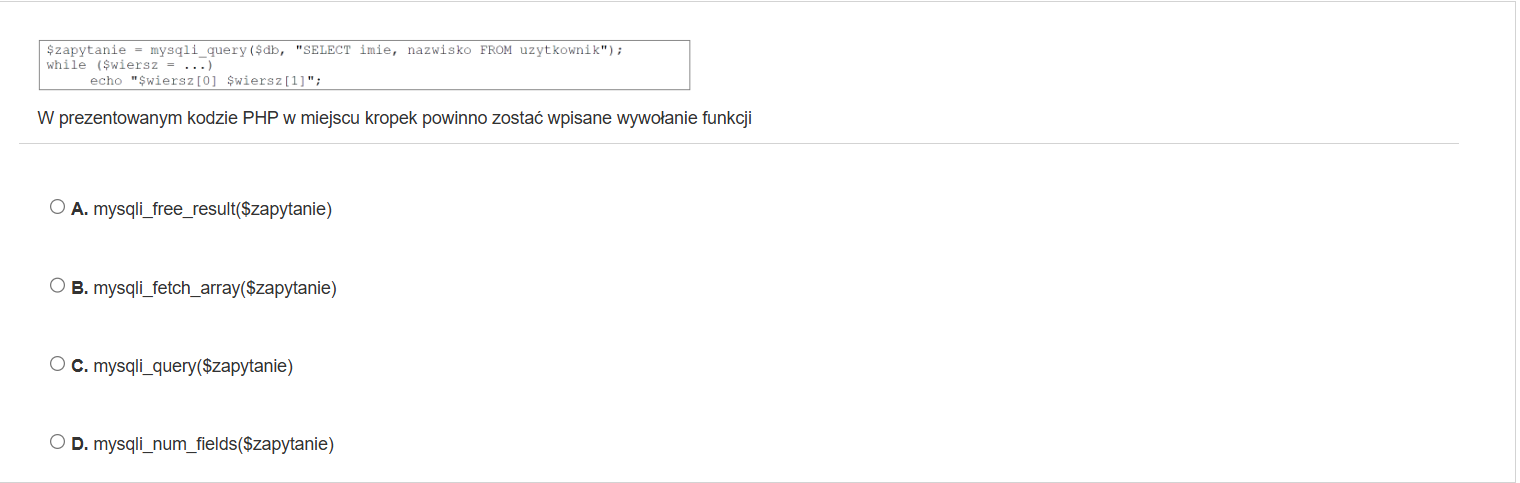 $zapytanie = mysqli_query($db, "SELECT imie, nazwisko FROM uzytkownik");
while ($wiersz = ...)
echo "$wiersz[0] $wiersz[1]";
W prezentowanym kodzie PHP w miejscu kropek powinno zostać wpisane wywołanie funkcji
A. mysqli_free_result($zapytanie)
B. mysqli_fetch_array($zapytanie)
C. mysqli_query($zapytanie)
D. mysqli_num_fields($zapytanie)